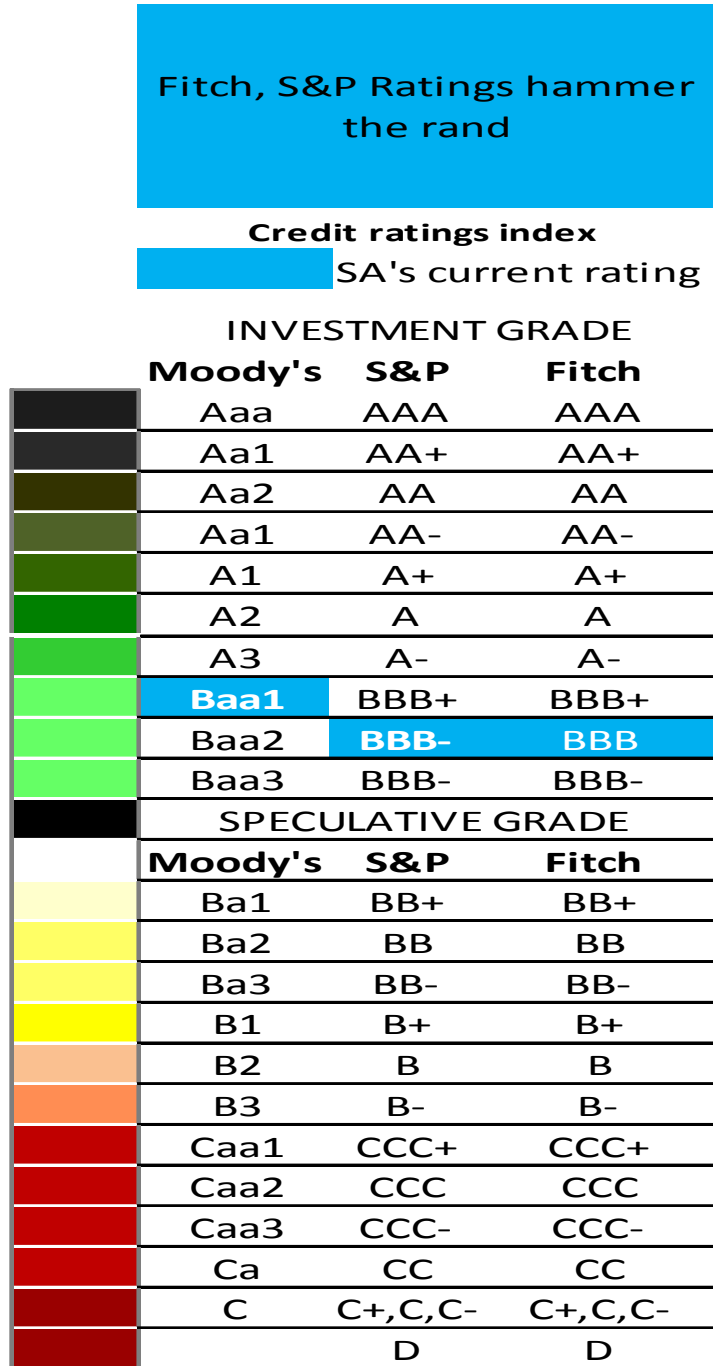 Fitch, S&P Ratings hammer
the rand
Credit ratings index
SA's current rating
INVESTMENT GRADE
Moody's S&P Fitch
Aaa AAA AAA
Aa1 AA+ AA+
Aa2 AA AA
Aa1 AA- AA-
A1 A+ A+
A2 A A
A3 A- A-
Baa1 BBB+ BBB+
Baa2 BBB- BBB
Baa3 BBB- BBB-
SPECULATIVE GRADE
Moody's S&P Fitch
Ba1 BB+ BB+
Ba2 BB BB
Ba3 BB- BB-
B1 B+ B+
B2 B B
B3 B- B-
Caa1 CCC+ CCC+
Caa2 CCC CCC
Caa3 CCC- CCC-
Ca CC CC
C C+,C,C- C+,C,C-
D D